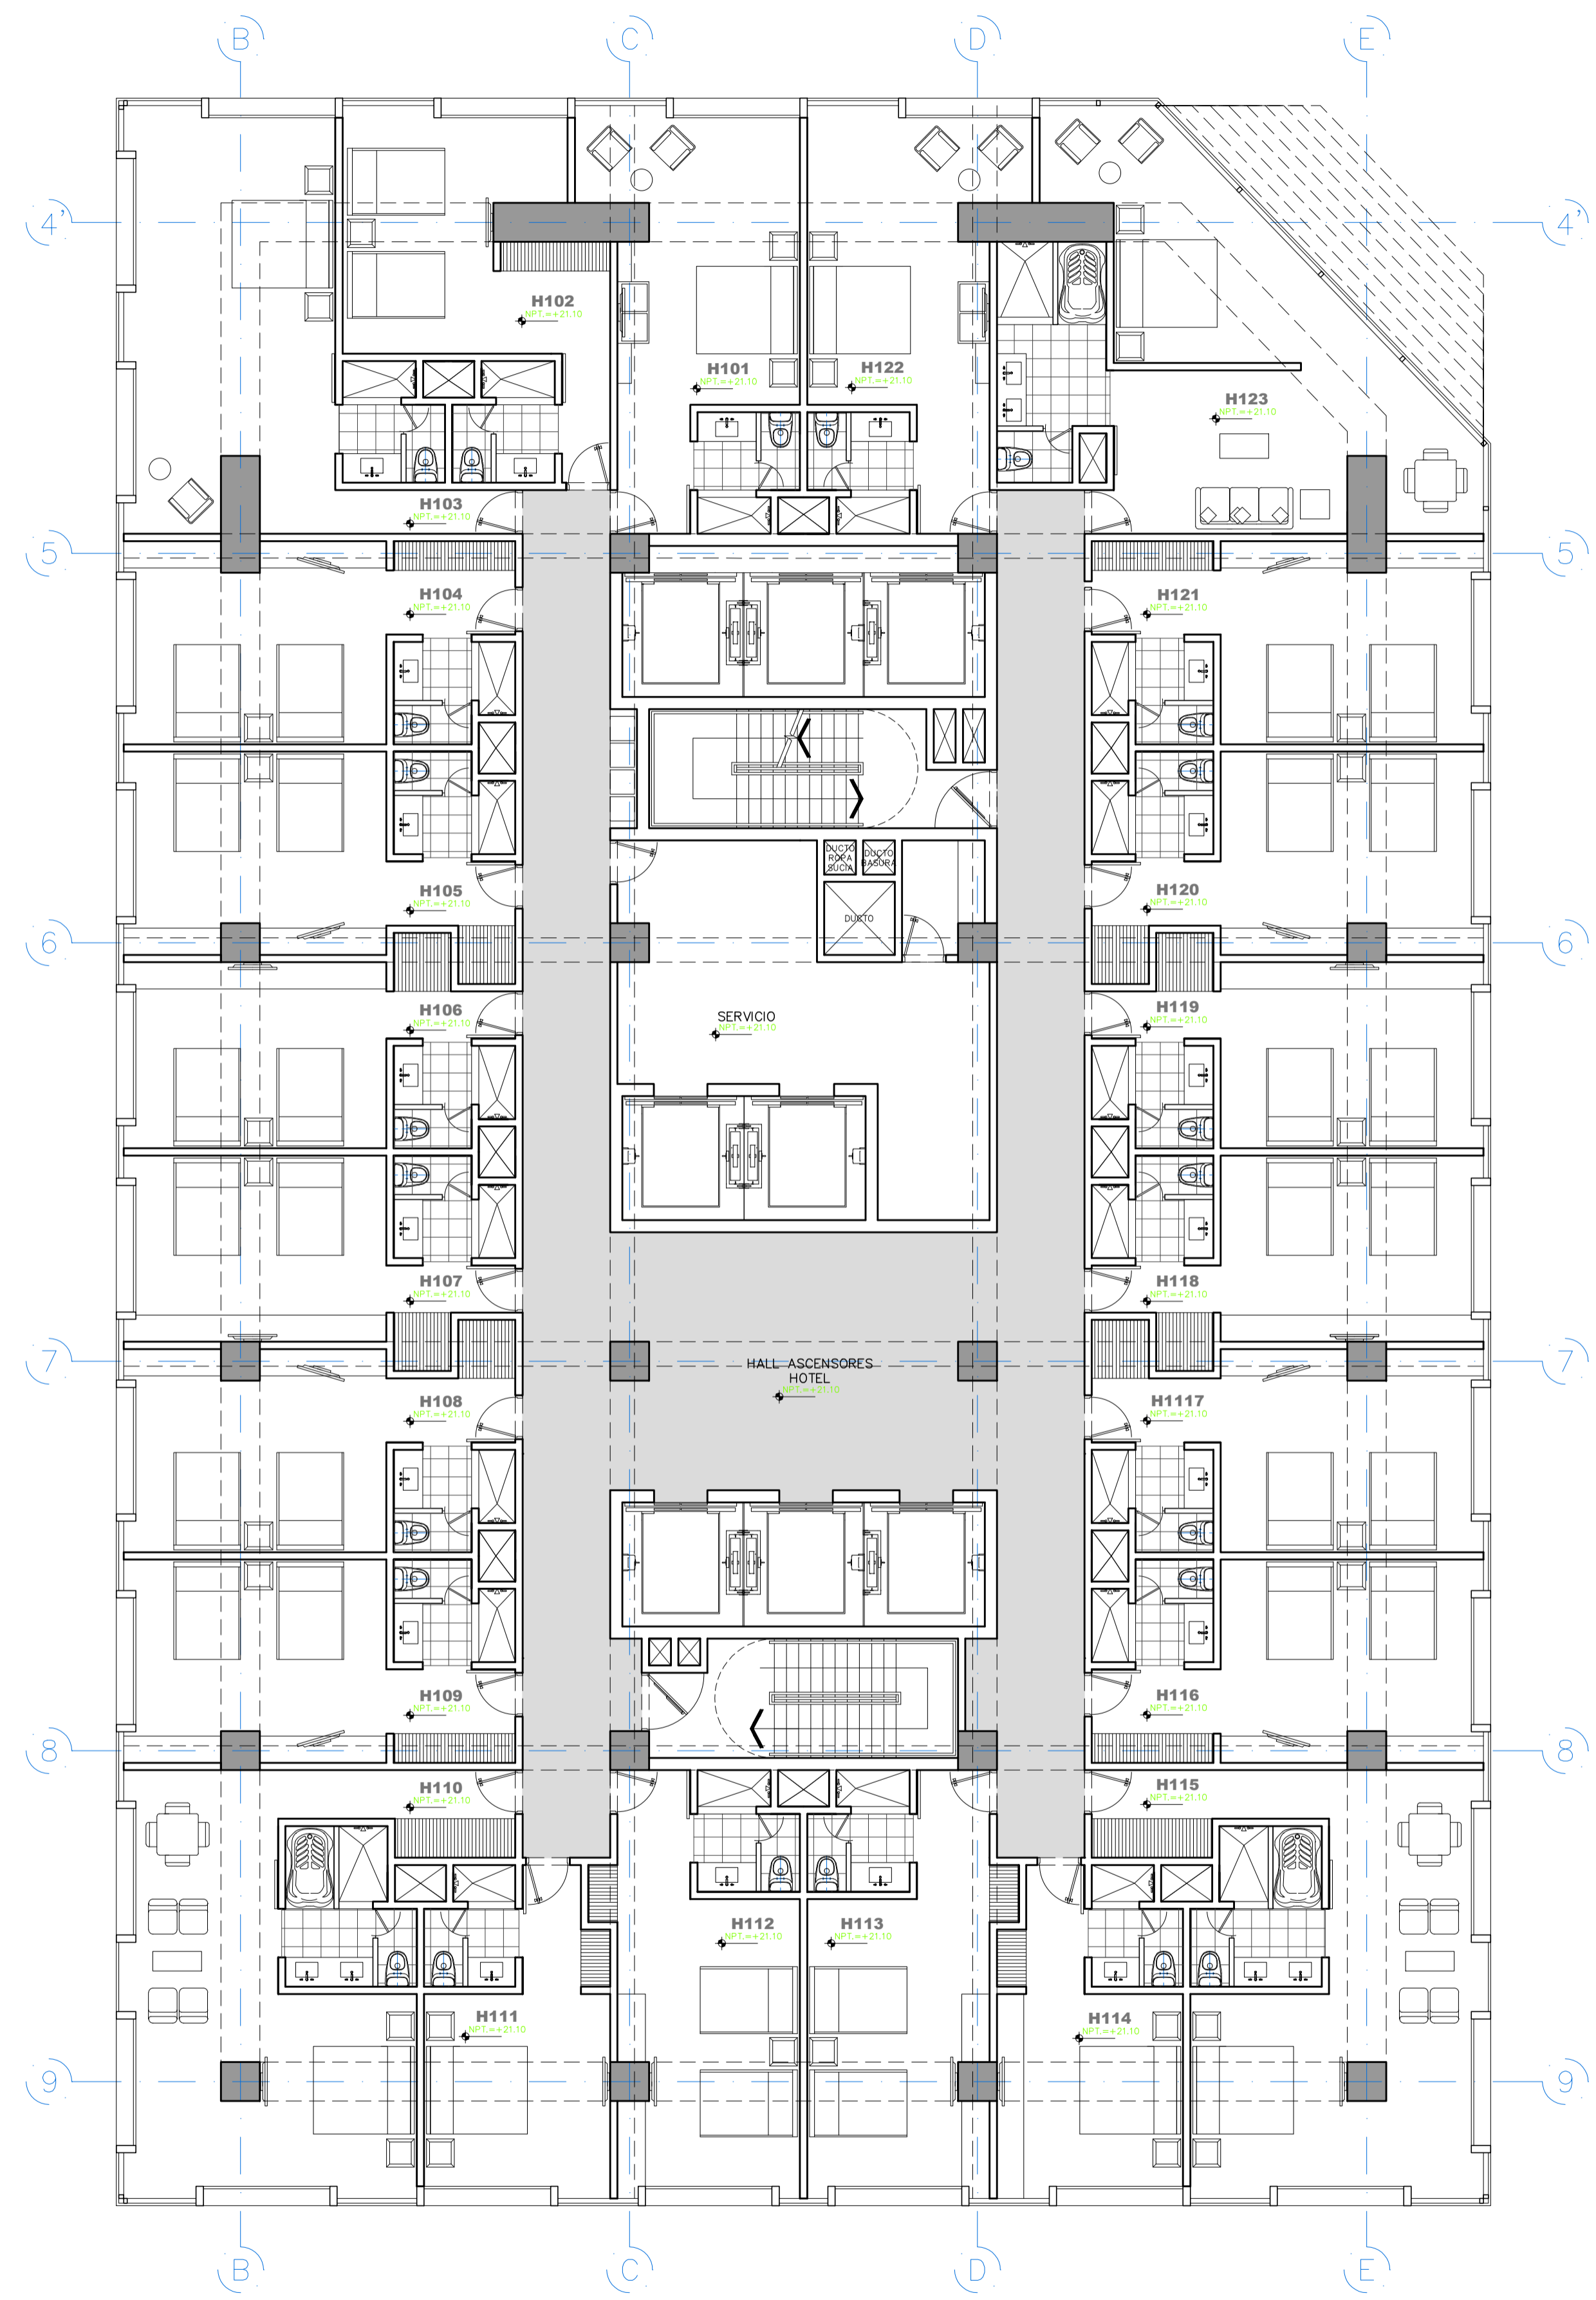 B C D E
4' 4'
H102
NPT.=+21.10
H101
NPT.=+21.10
H122
NPT.=+21.10
H123
NPT.=+21.10
H103
NPT.=+21.10
5 5
H104
NPT.=+21.10
H121
NPT.=+21.10
DUCTO
ROPA
SUCIA
DUCTO
BASURA
H105
NPT.=+21.10
DUCTO
H120
NPT.=+21.10
6 6
H106
NPT.=+21.10
SERVICIO
NPT.=+21.10
H119
NPT.=+21.10
H107
NPT.=+21.10
H118
NPT.=+21.10
7 7
HALL ASCENSORES
HOTEL
NPT.=+21.10
H108
NPT.=+21.10
H1117
NPT.=+21.10
H109
NPT.=+21.10
H116
NPT.=+21.10
8 8
H110
NPT.=+21.10
H115
NPT.=+21.10
H112
NPT.=+21.10
H113
NPT.=+21.10
H111
NPT.=+21.10
H114
NPT.=+21.10
9 9
B C D E